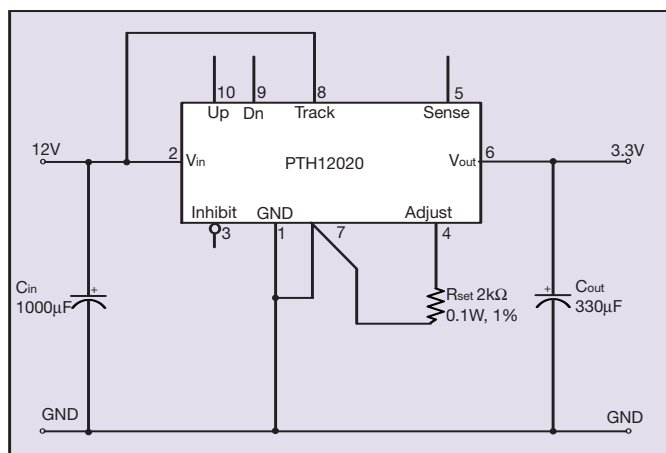 10
9
8
5
Up
Dn
Track
Sense
12V
2
Vin
PTH12020
Vout
6
3.3V
Inhibit
GND
Adjust
3
1
7
4
Cin
1000µF
+
Rset 2kΩ
0.1W, 1%
+
Cout
330µF
GND
GND